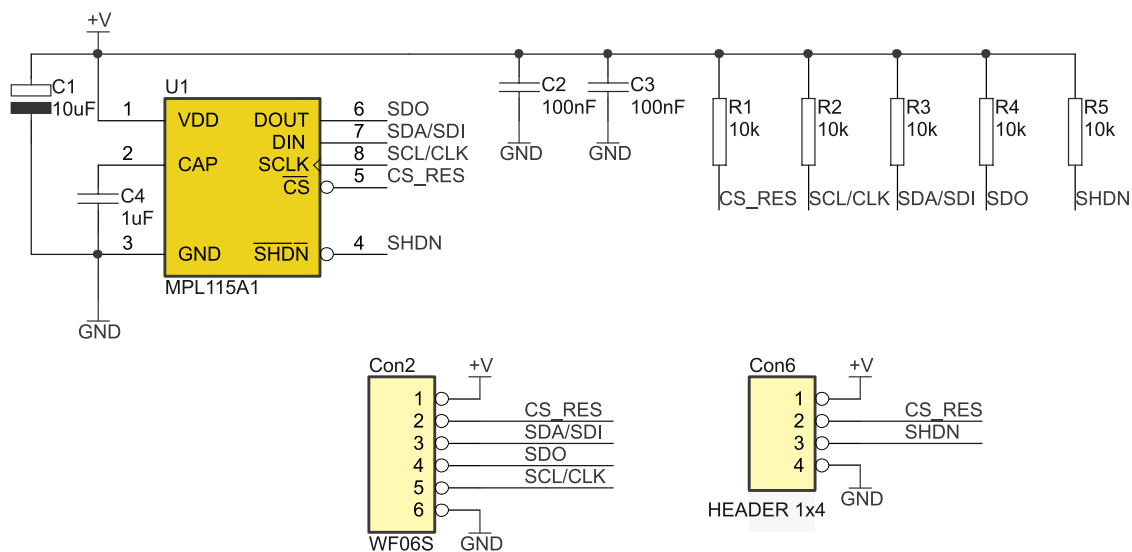 +V
C1
10uF
U1
1
VDD
DOUT
6
SDO
DIN
7
SDA/SDI
2
CAP
SCLK
8
SCL/CLK
CS
5
CS_RES
C4
1uF
3
GND
SHDN
4
SHDN
MPL115A1
GND
C2
100nF
GND
C3
100nF
GND
R1
10k
CS_RES
R2
10k
SCL/CLK
R3
10k
SDA/SDI
R4
10k
SDO
R5
10k
SHDN
Con2
+V
1
2
CS_RES
3
SDA/SDI
4
SDO
5
SCL/CLK
6
GND
WF06S
Con6
+V
1
2
CS_RES
3
SHDN
4
GND
HEADER 1x4